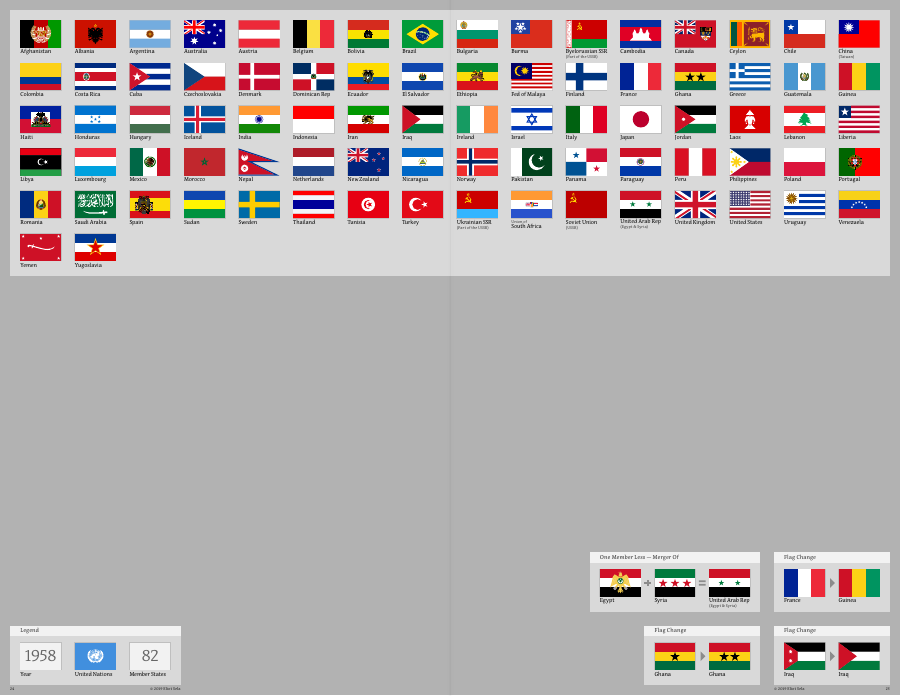 Afghanistan Albania Argentina Australia Austria Belgium Bolivia Brazil Bulgaria Burma Byelorussian SSR Cambodia Canada Ceylon Chile China
(Part of the USSR) (Taiwan)
Colombia Costa Rica Cuba Czechoslovakia Denmark Dominican Rep Ecuador El Salvador Ethiopia Fed of Malaya Finland France Ghana Greece Guatemala Guinea
Haiti Honduras Hungary Iceland India Indonesia Iran Iraq Ireland Israel Italy Japan Jordan Laos Lebanon Liberia
Libya Luxembourg Mexico Morocco Nepal Netherlands New Zealand Nicaragua Norway Pakistan Panama Paraguay Peru Philippines Poland Portugal
Romania Saudi Arabia Spain Sudan Sweden Thailand Tunisia Turkey Ukrainian SSR Union of South Africa Soviet Union United Arab Rep United Kingdom United States Uruguay Venezuela
(Part of the USSR) (USSR) (Egypt & Syria)
Yemen Yugoslavia
One Member Less — Merger Of
Egypt + Syria = United Arab Rep
(Egypt & Syria)
Flag Change
France Guinea
Legend
1958 82
Year United Nations Member States
Flag Change
Ghana Ghana
Flag Change
Iraq Iraq